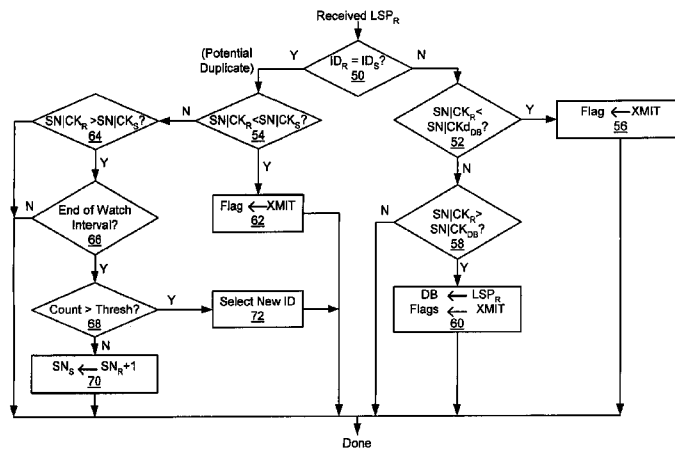 Received LSP_R
(Potential
Duplicate)
Y
ID_R = ID_S?
50
N
SN|CK_R>SN|CK_S?
64
N
SN|CK_R<SN|CK_S?
54
SN|CK_R<
SN|CKd_DB?
52
Y
Flag ←XMIT
56
Y
Y
N
N
End of Watch
Interval?
66
Flag ←XMIT
62
N
SN|CK_R>
SN|CK_DB?
58
Y
Y
Count > Thresh?
68
Y
Select New ID
72
DB ← LSP_R
Flags ← XMIT
60
N
SN_S ← SN_R+1
70
Done